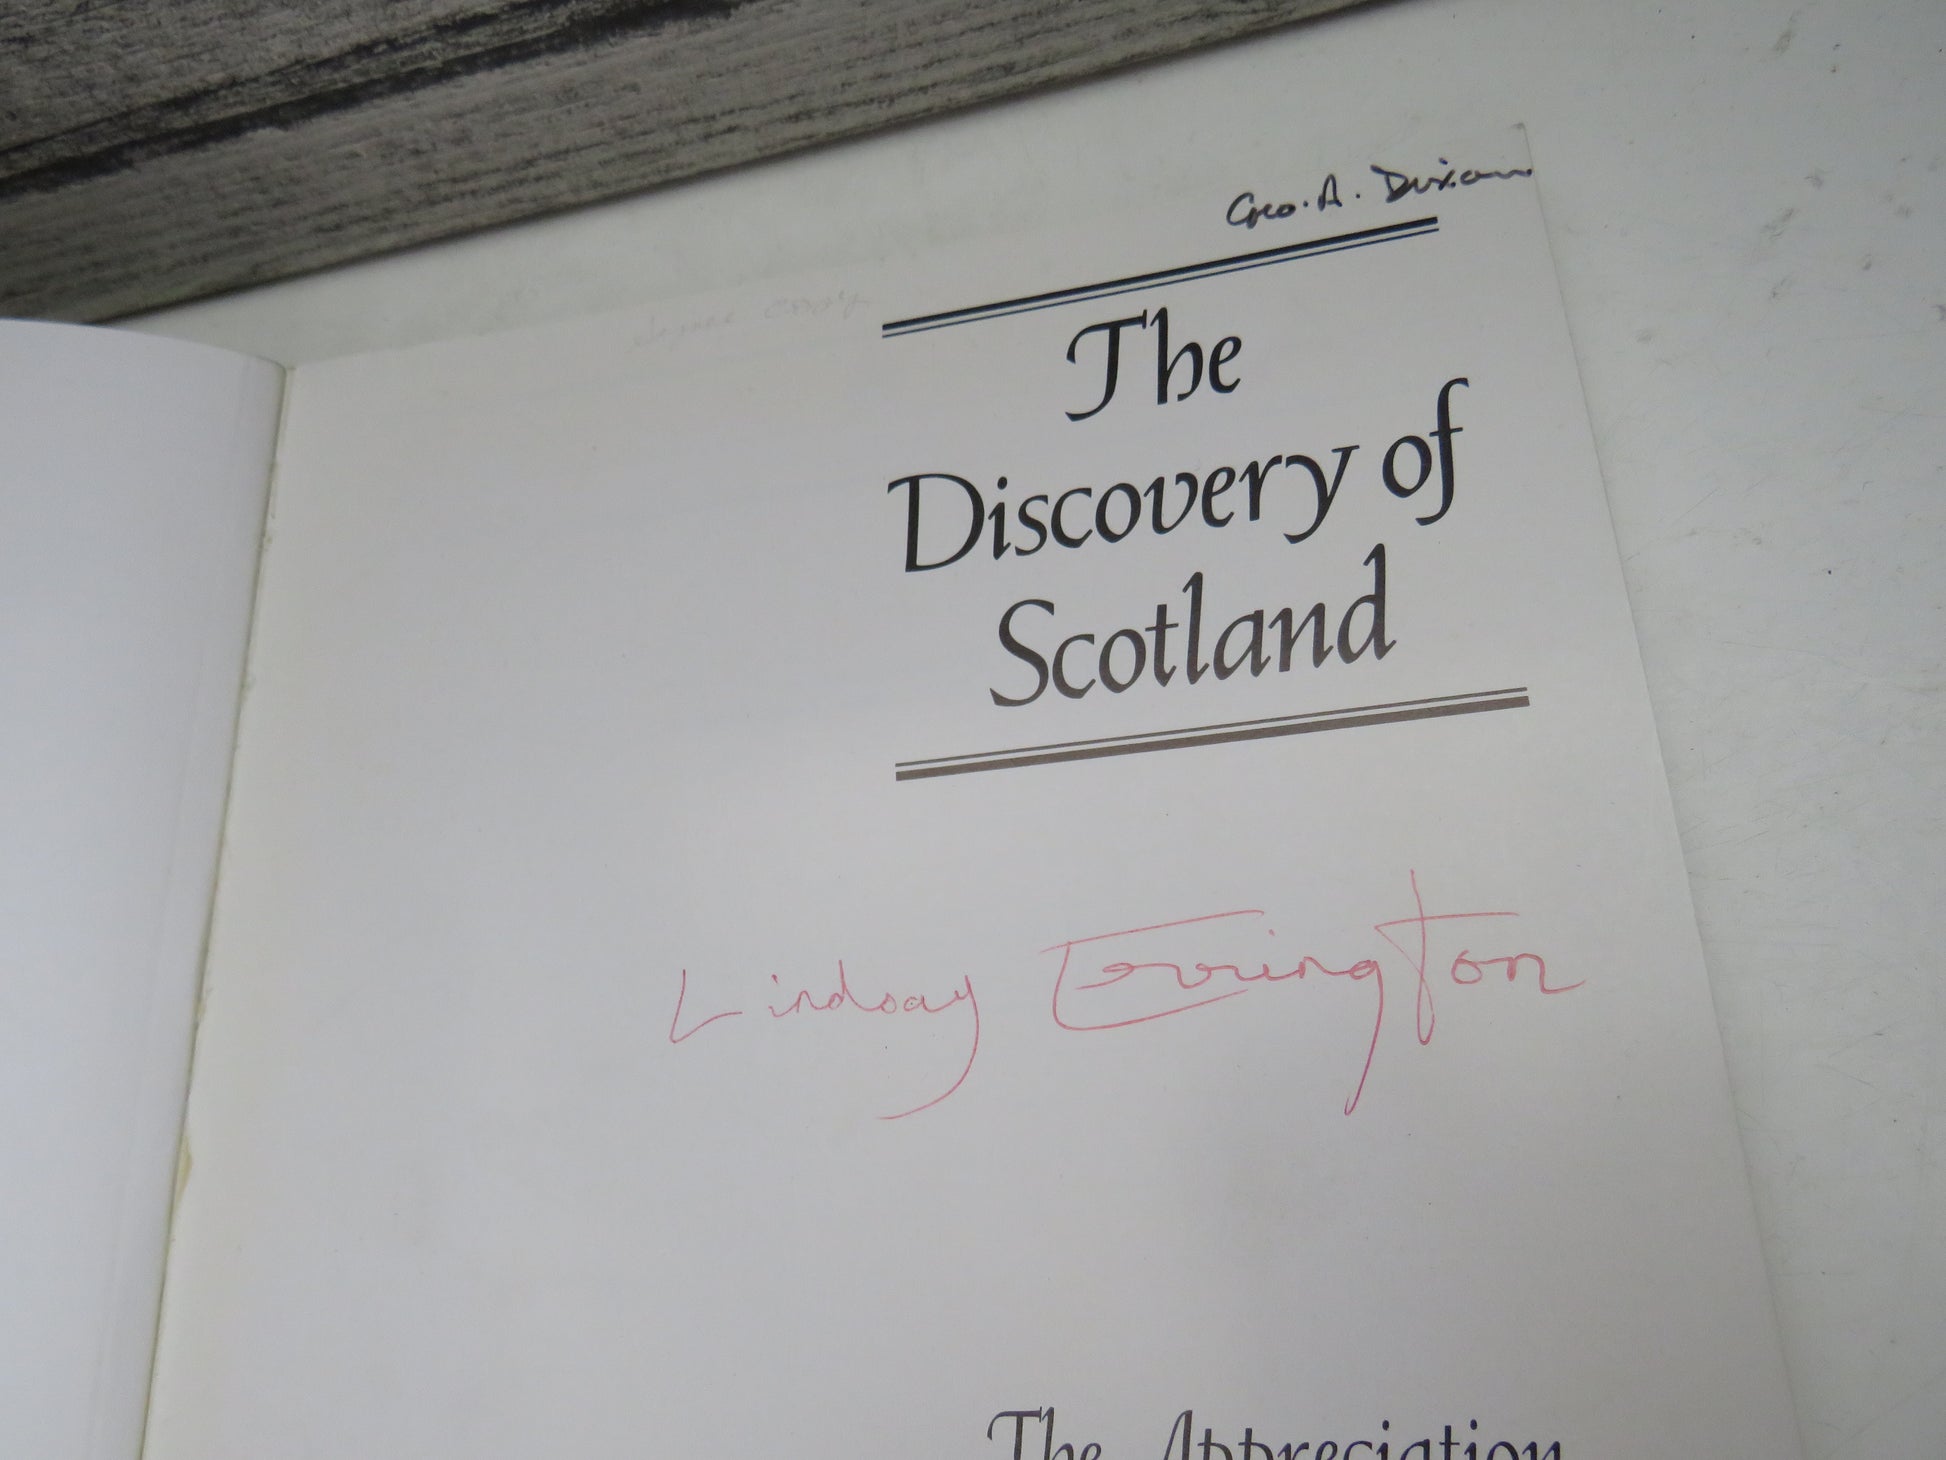 Geo. A. Dixon
The
Discovery of
Scotland
Lindsay Errington
The Appreciation